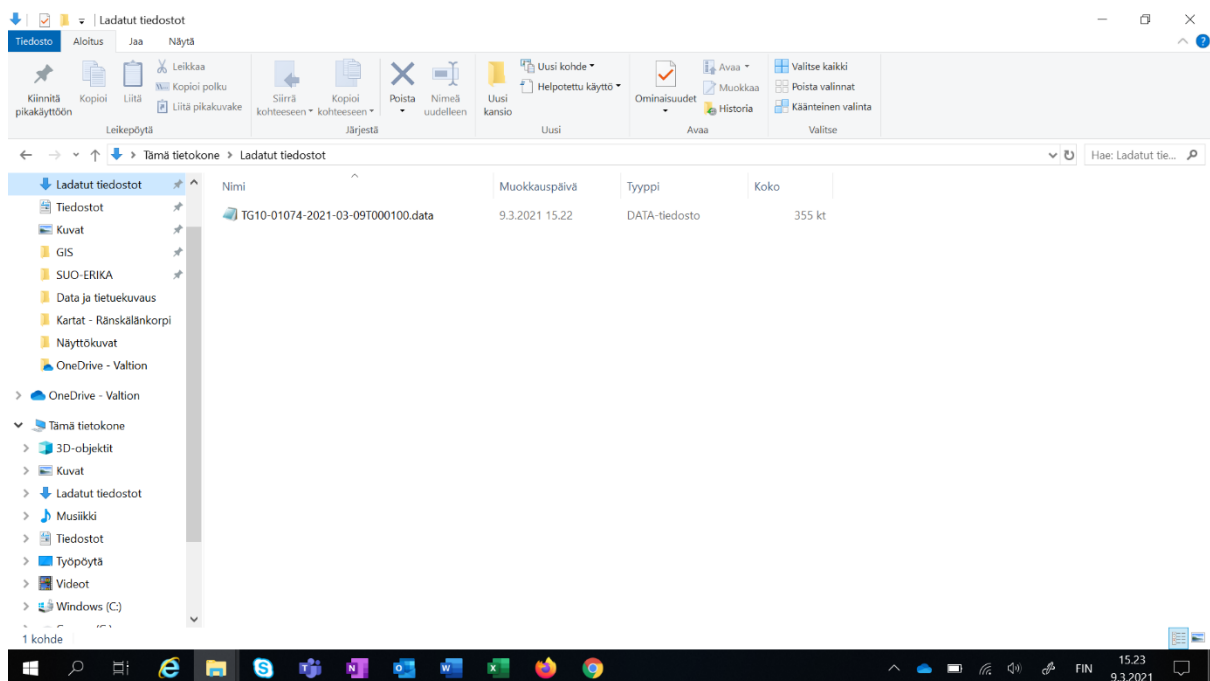 Ladatut tiedostot
Tiedosto Aloitus Jaa Näytä
Kiinnitä pikakäyttöön
Kopioi
Liitä
Leikkaa
Kopioi polku
Liitä pikakuvake
Leikepöytä
Siirrä kohteeseen
Kopioi kohteeseen
Poista
Nimeä uudelleen
Järjestä
Uusi kansio
Uusi kohde
Helpotettu käyttö
Uusi
Ominaisuudet
Avaa
Muokkaa
Historia
Avaa
Valitse kaikki
Poista valinnat
Käänteinen valinta
Valitse
Tämä tietokone > Ladatut tiedostot
Hae: Ladatut tie...
Ladatut tiedostot
Tiedostot
Kuvat
GIS
SUO-ERIKA
Data ja tietuekuvaus
Kartat - Ränskälänkorpi
Näyttökuvat
OneDrive - Valtion
OneDrive - Valtion
Tämä tietokone
3D-objektit
Kuvat
Ladatut tiedostot
Musiikki
Tiedostot
Työpöytä
Videot
Windows (C:)
Nimi Muokkauspäivä Tyyppi Koko
TG10-01074-2021-03-09T000100.data 9.3.2021 15.22 DATA-tiedosto 355 kt
1 kohde
FIN
15.23
9.3.2021